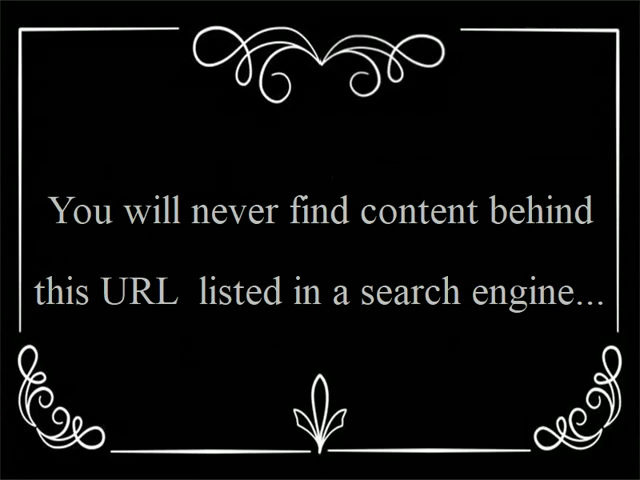 You will never find content behind
this URL  listed in a search engine...